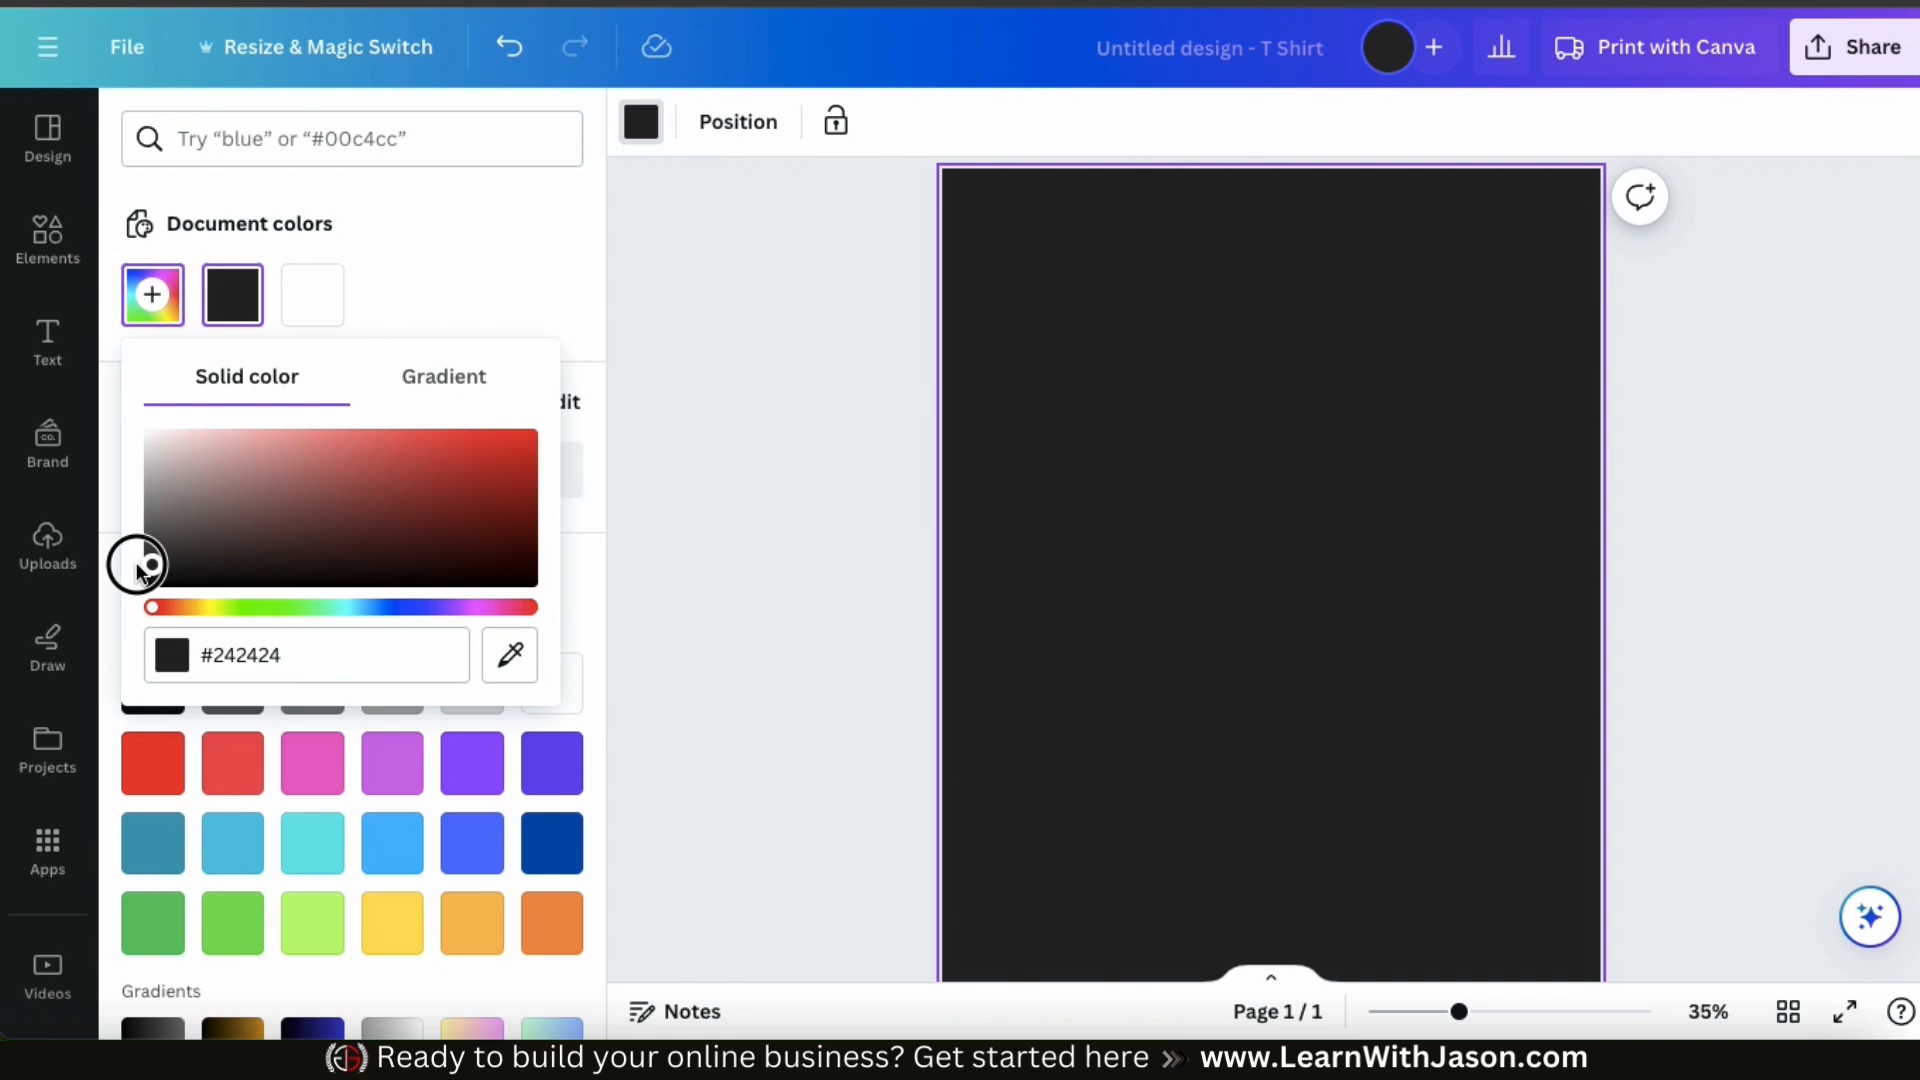 File
Resize & Magic Switch
Untitled design - T Shirt
Print with Canva
Share
Design
Elements
Text
Brand
CO.
Uploads
Draw
Projects
Apps
Videos
Try “blue” or “#00c4cc”
Document colors
Solid color
Gradient
dit
#242424
Gradients
Position
Notes
Page 1 / 1
35%
Ready to build your online business? Get started here www.LearnWithJason.com